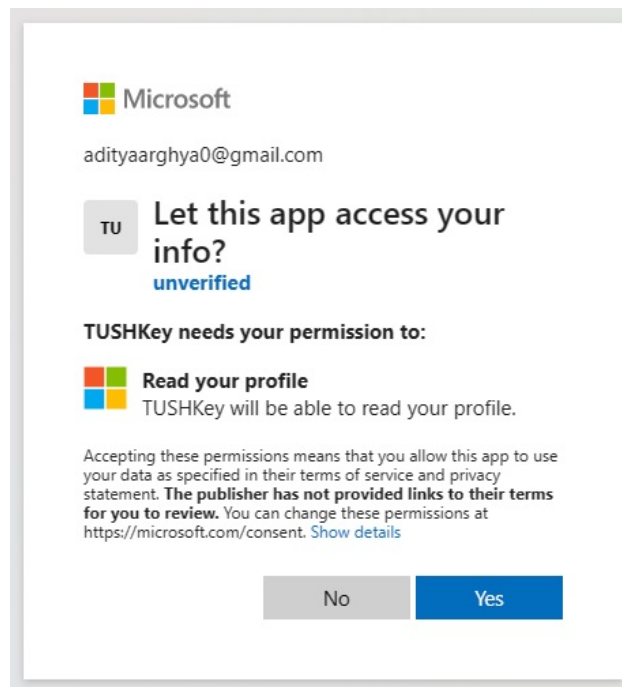 Microsoft
adityaarghya0@gmail.com
TU
Let this app access your
info?
unverified
TUSHKey needs your permission to:
Read your profile
TUSHKey will be able to read your profile.
Accepting these permissions means that you allow this app to use
your data as specified in their terms of service and privacy
statement. The publisher has not provided links to their terms
for you to review. You can change these permissions at
https://microsoft.com/consent. Show details
No
Yes